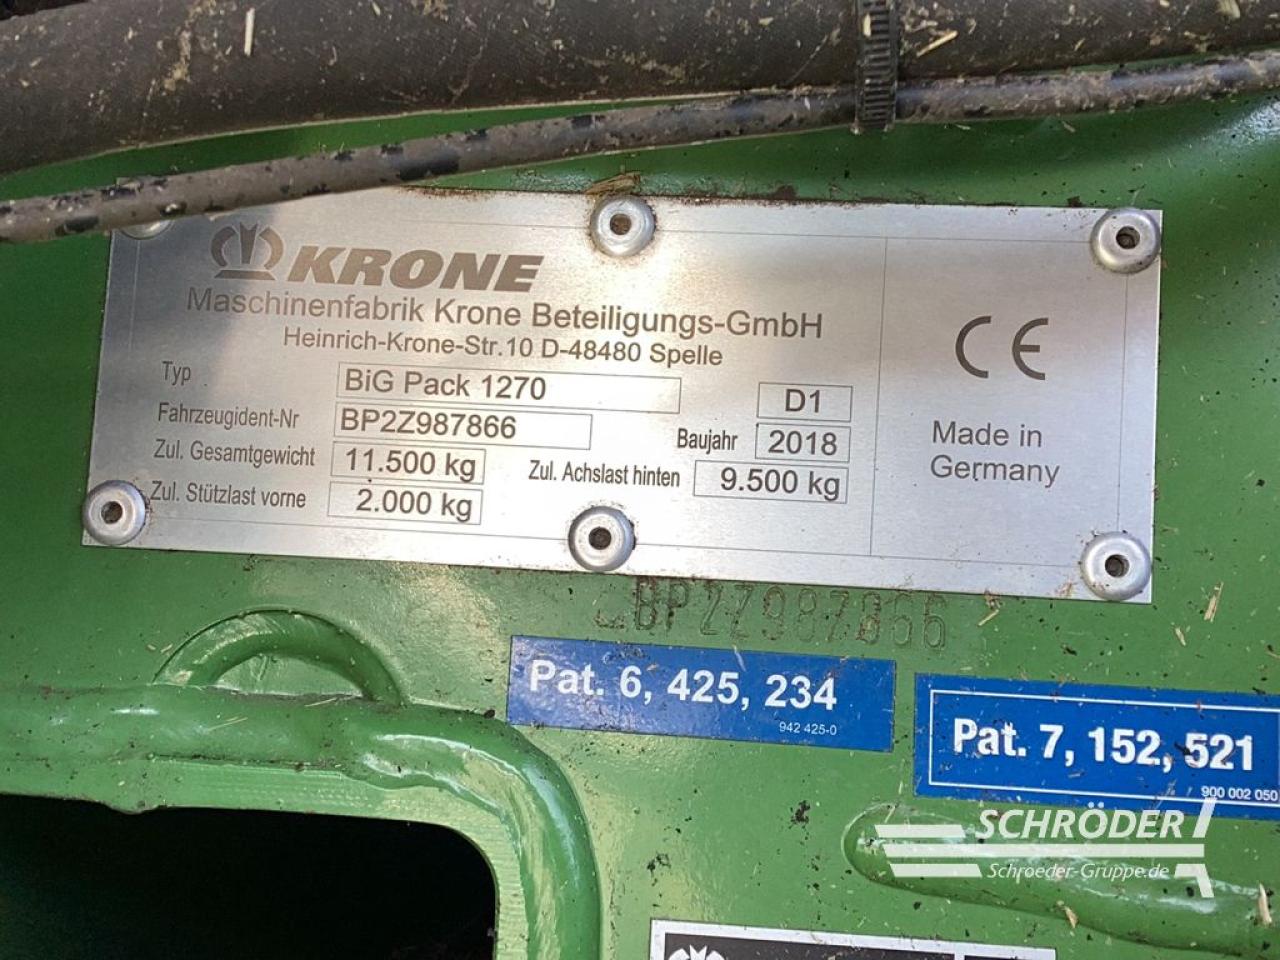 KRONE
Maschinenfabrik Krone Beteiligungs-GmbH
Heinrich-Krone-Str.10 D-48480 Spelle
Typ BiG Pack 1270 D1
Fahrzeugident-Nr BP2Z987866 Baujahr 2018
Zul. Gesamtgewicht 11.500 kg Zul. Achslast hinten 9.500 kg
Zul. Stützlast vorne 2.000 kg
CE
Made in
Germany
BP2Z987866
Pat. 6, 425, 234
942 425-0
Pat. 7, 152, 521
900 002 050
SCHRÖDER
Schroeder-Gruppe.de